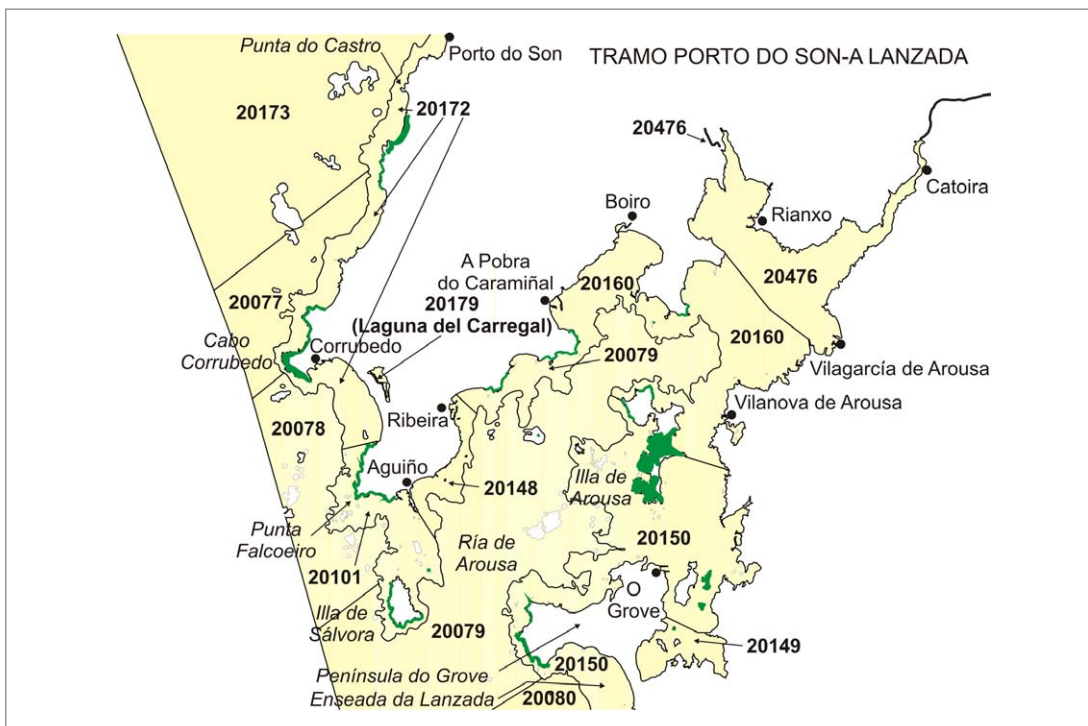 Punta do Castro
Porto do Son
TRAMO PORTO DO SON-A LANZADA
20173
20172
20476
Catoira
Boiro
Rianxo
A Pobra
do Caramiñal
20160
20476
20077
20179
(Laguna del Carregal)
20160
Cabo
Corrubedo
Corrubedo
20079
Vilagarcía de Arousa
Ribeira
Vilanova de Arousa
20078
Aguiño
20148
Illa de
Arousa
Punta
Falcoeiro
Ría de
Arousa
20150
20101
O
Grove
Illa de
Sálvora
20079
20149
Península do Grove
20150
Enseada da Lanzada
20080